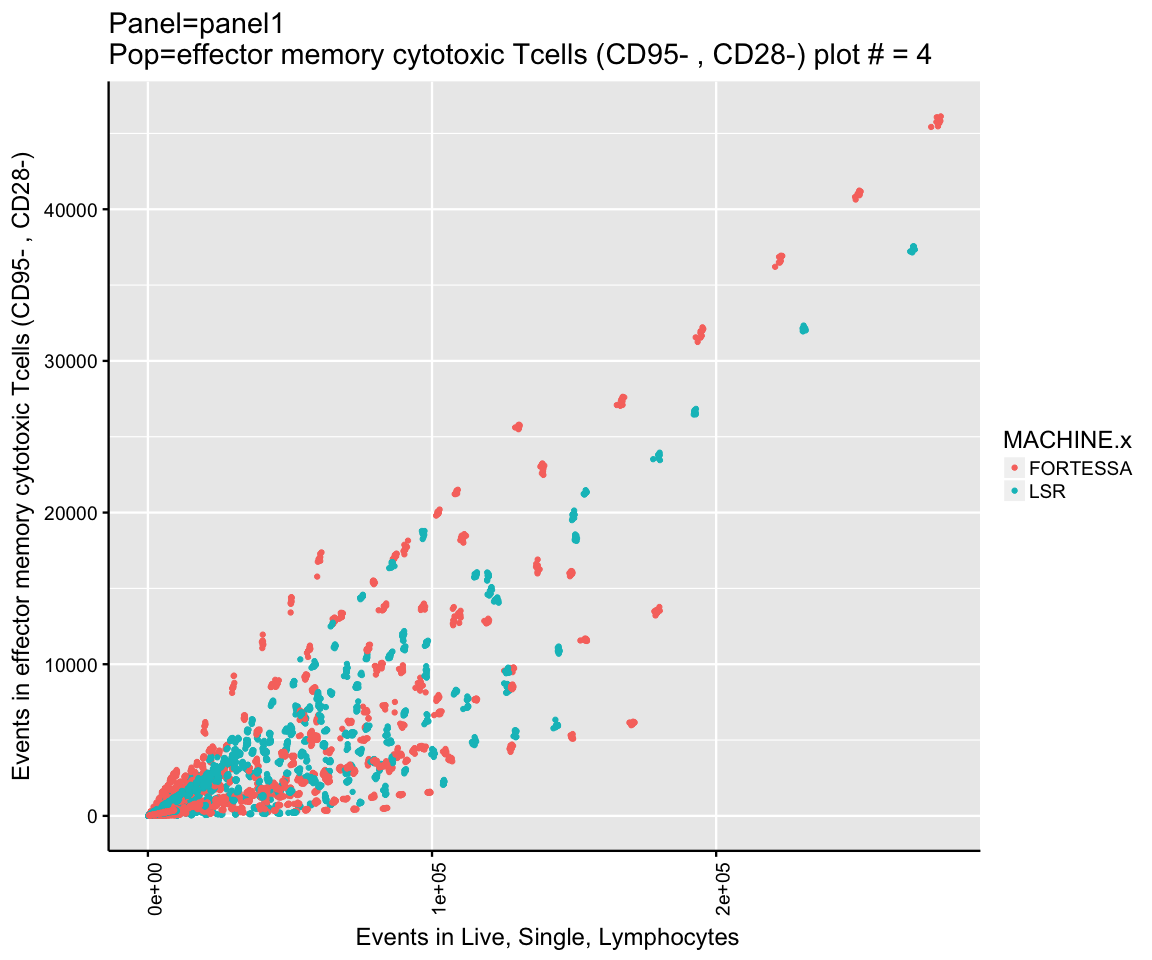 Panel=panel1
Pop=effector memory cytotoxic Tcells (CD95- , CD28-) plot # = 4
Events in effector memory cytotoxic Tcells (CD95- , CD28-)
40000
30000
20000
10000
0
0e+00
1e+05
2e+05
Events in Live, Single, Lymphocytes
MACHINE.x
FORTESSA
LSR